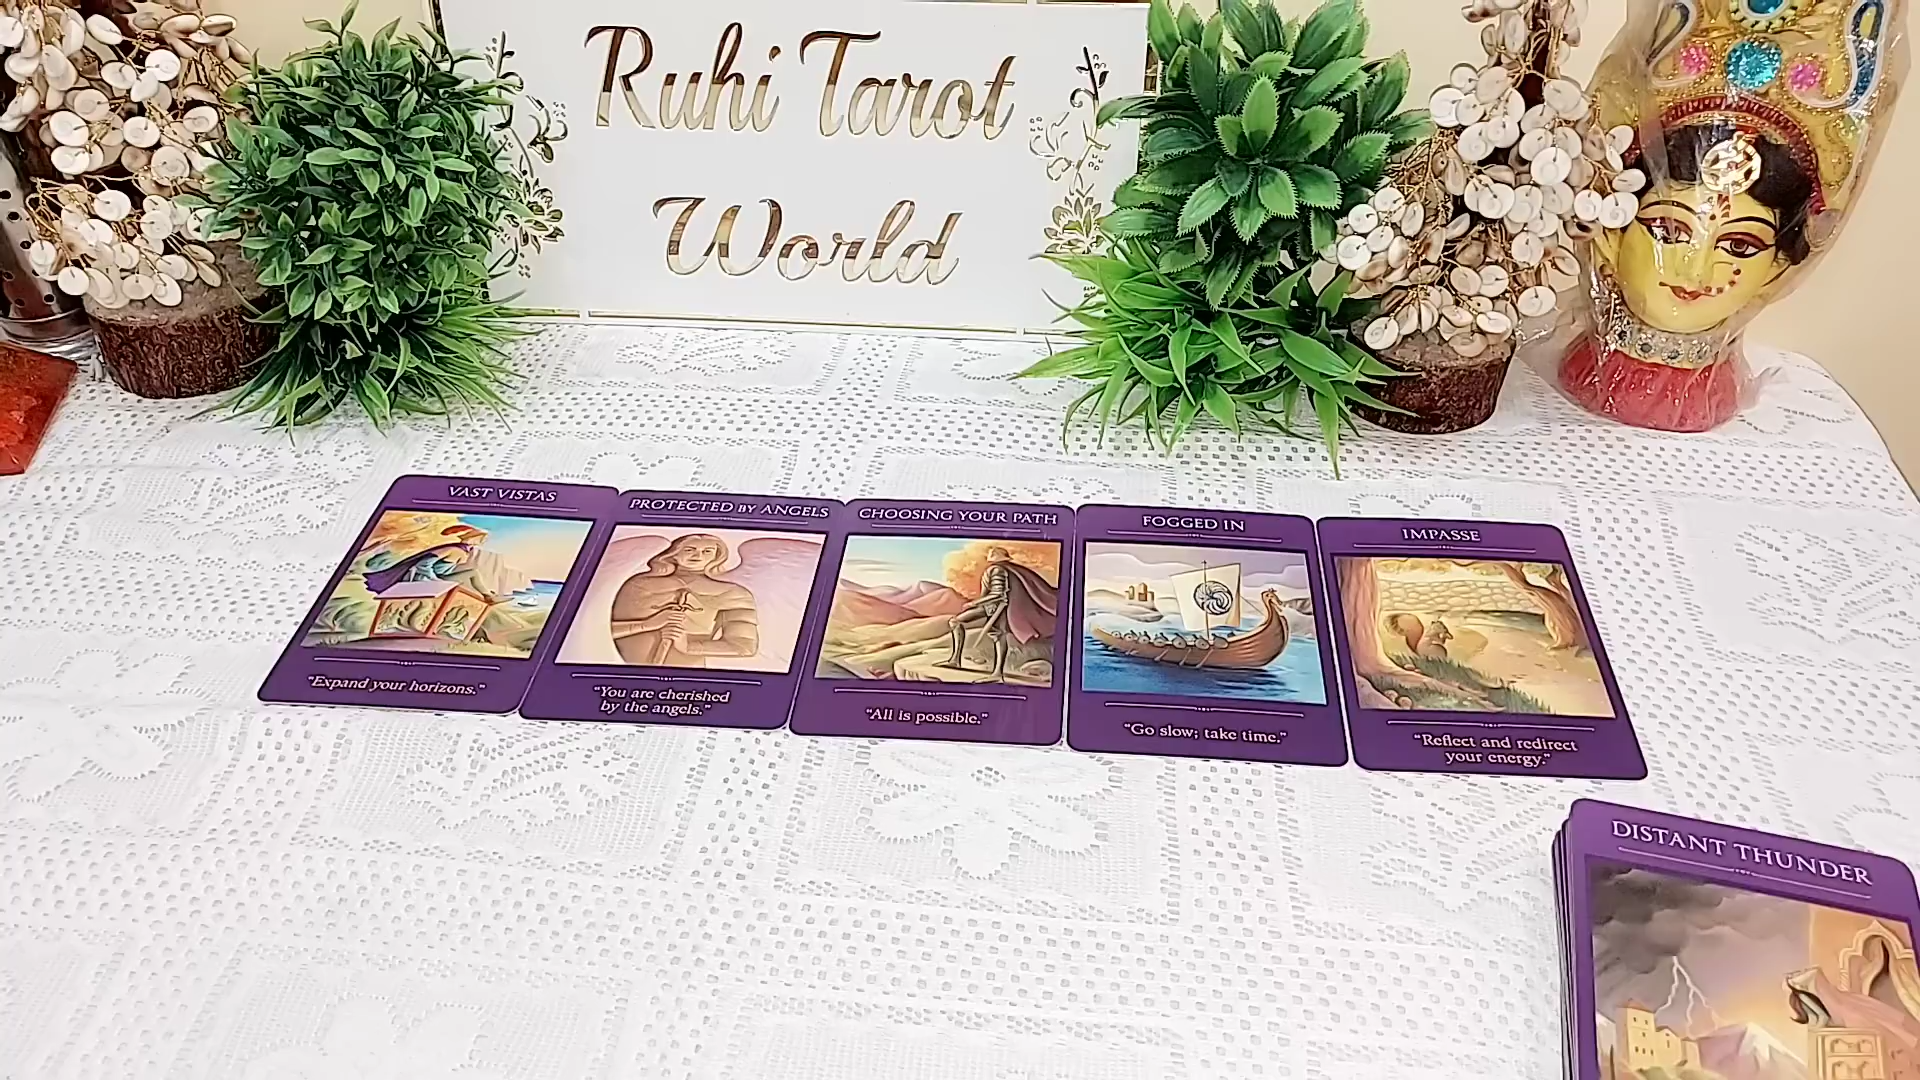 Ruhi Tarot
World
VAST VISTAS
"Expand your horizons."
PROTECTED BY ANGELS
"You are cherished
by the angels."
CHOOSING YOUR PATH
"All is possible."
FOGGED IN
"Go slow; take time."
IMPASSE
"Reflect and redirect
your energy."
DISTANT THUNDER